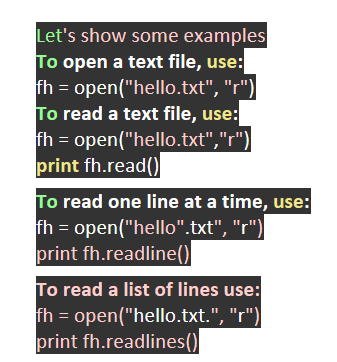 Let's show some examples
To open a text file, use:
fh = open("hello.txt", "r")
To read a text file, use:
fh = open("hello.txt","r")
print fh.read()
To read one line at a time, use:
fh = open("hello".txt", "r")
print fh.readline()
To read a list of lines use:
fh = open("hello.txt.", "r")
print fh.readlines()